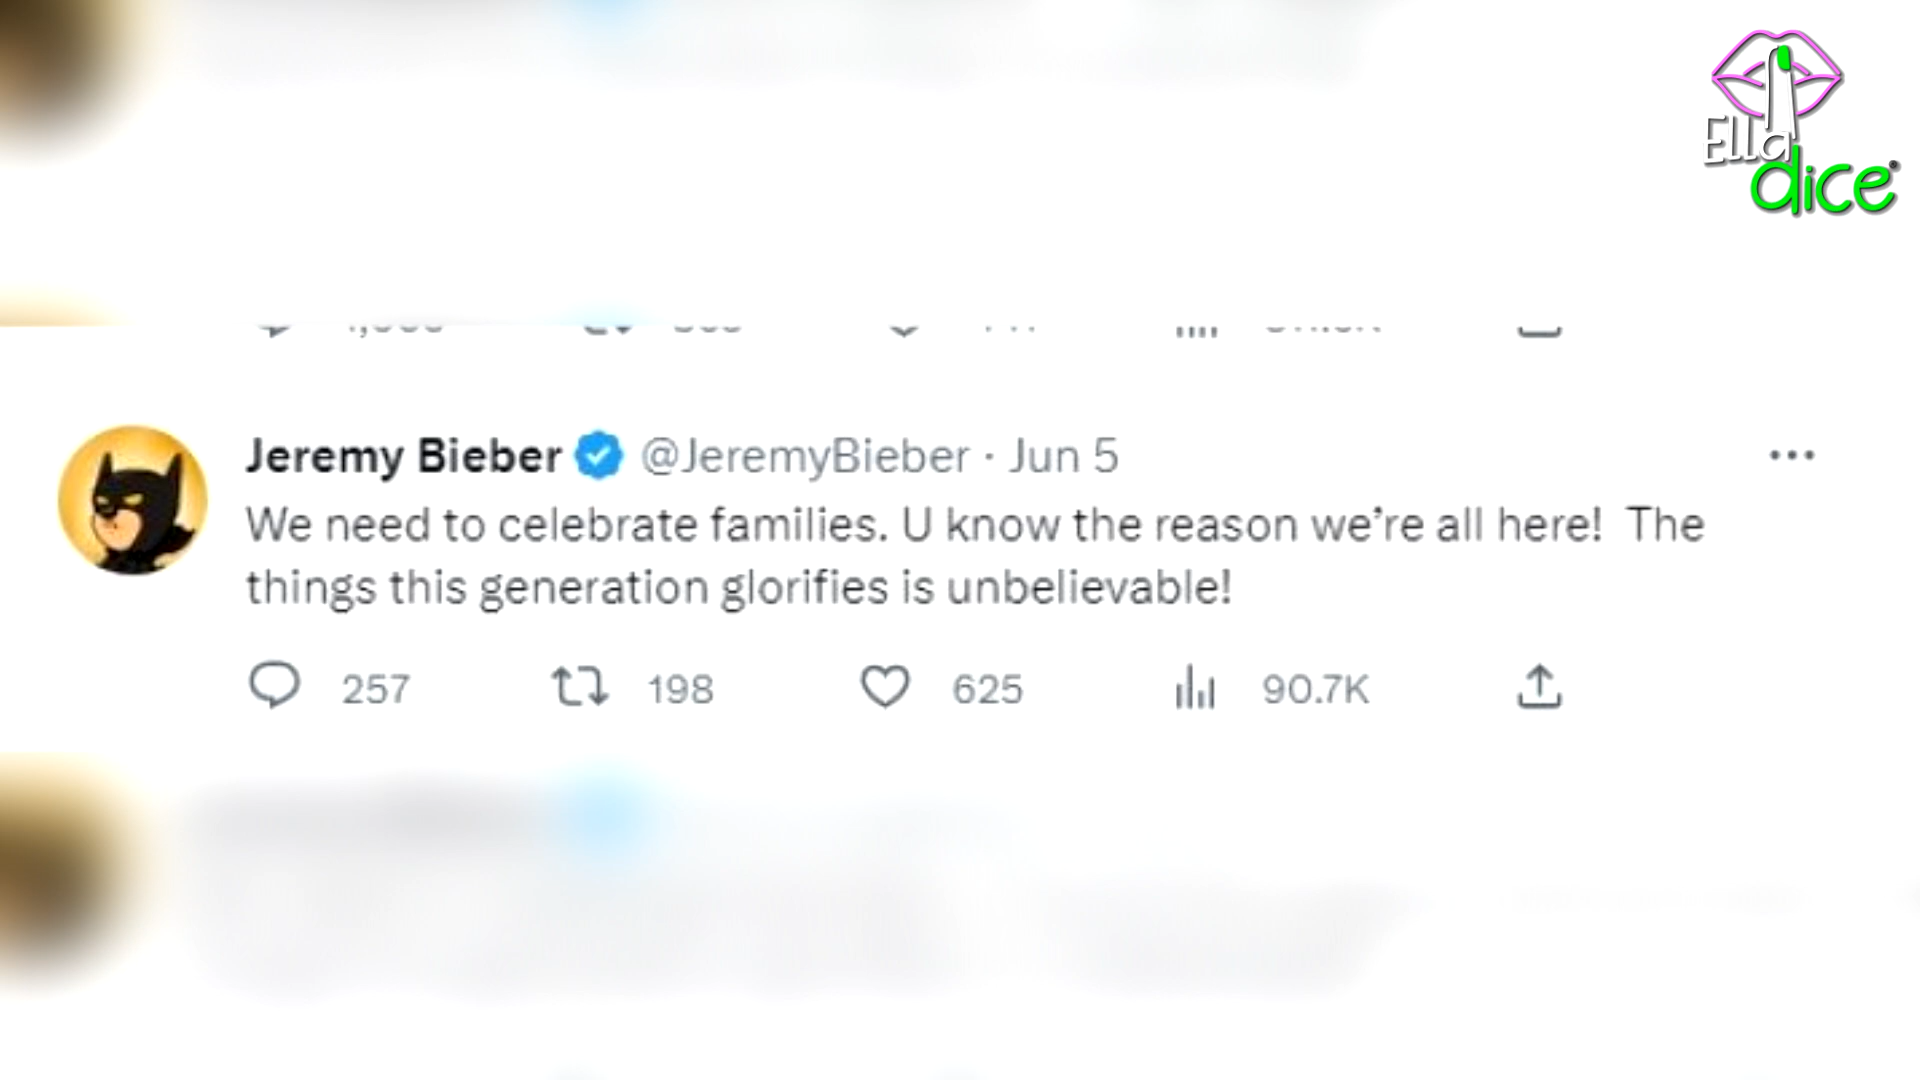 Ella
dice
Jeremy Bieber @JeremyBieber · Jun 5
We need to celebrate families. U know the reason we’re all here!  The
things this generation glorifies is unbelievable!
257 198 625 90.7K